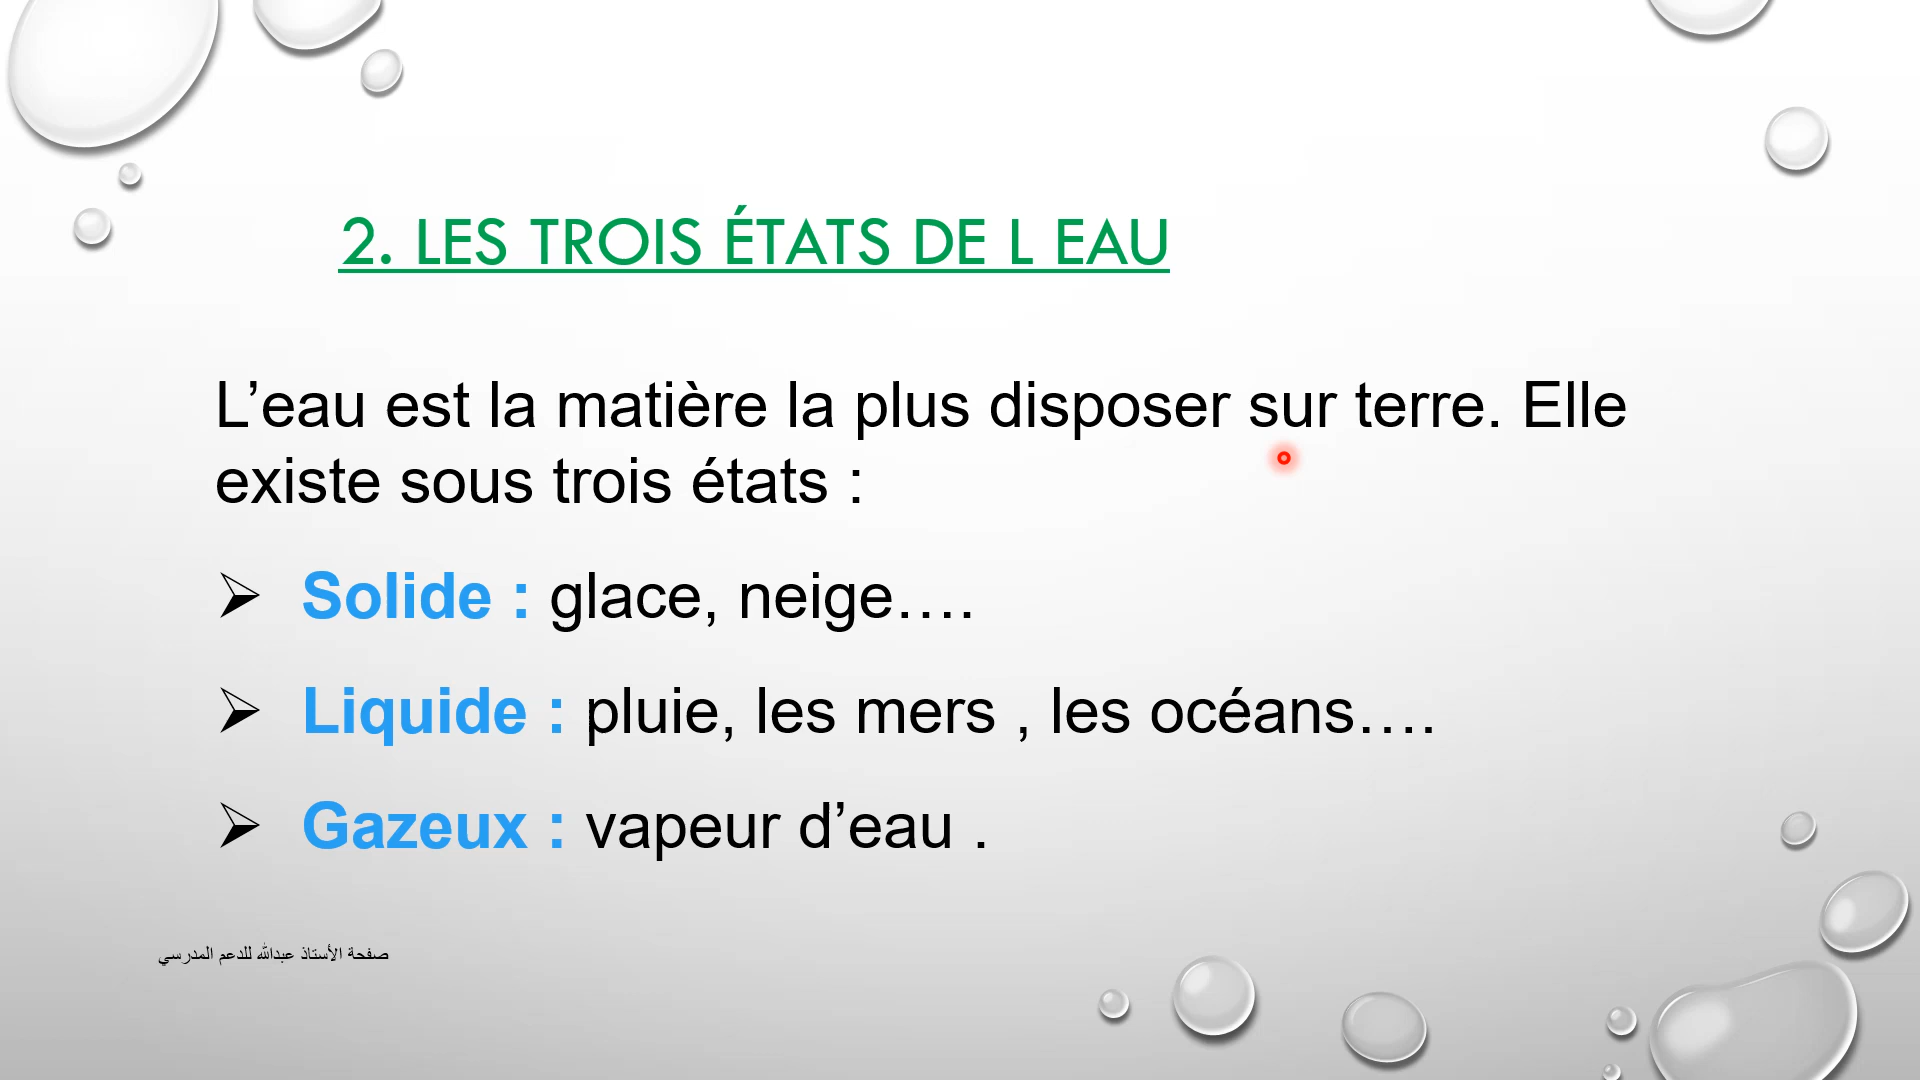 2. LES TROIS ÉTATS DE L EAU
L’eau est la matière la plus disposer sur terre. Elle
existe sous trois états :
➢ Solide : glace, neige….
➢ Liquide : pluie, les mers , les océans….
➢ Gazeux : vapeur d’eau .
صفحة الأستاذ عبدالله للدعم المدرسي